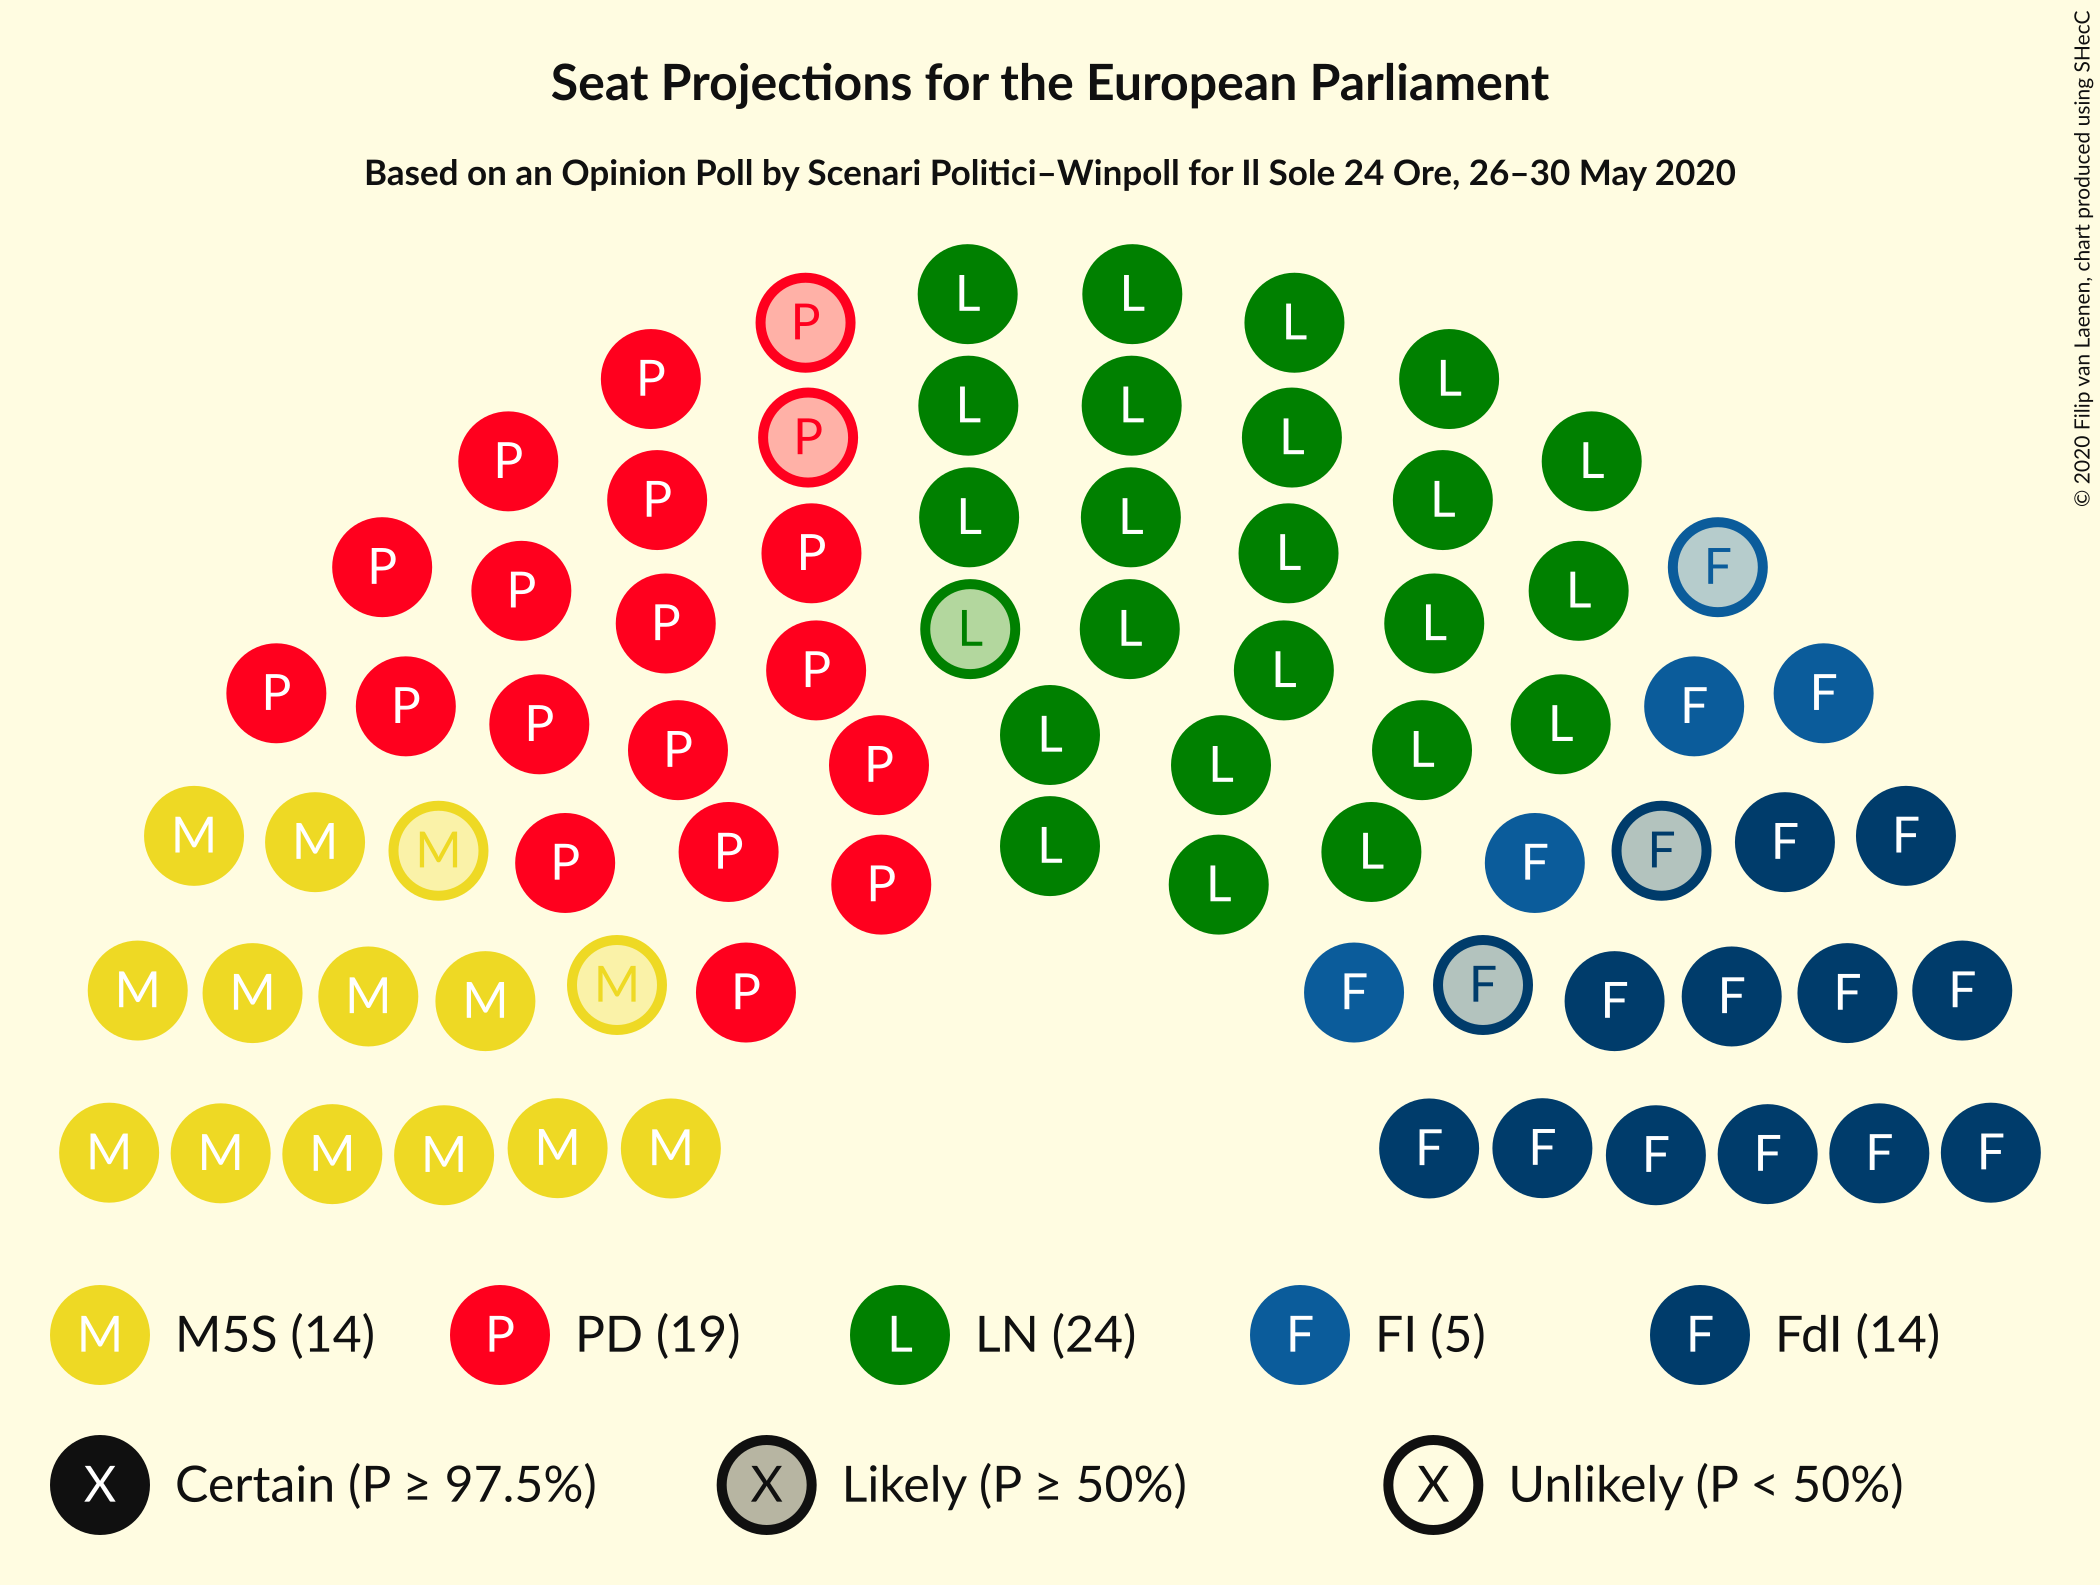 Seat Projections for the European Parliament
Based on an Opinion Poll by Scenari Politici–Winpoll for Il Sole 24 Ore, 26–30 May 2020
© 2020 Filip van Laenen, chart produced using SHecC
L L
P L L
P L L L L
P L P L
P L L L
P P L L
P L L L
P F
P P L L
P L L
P L L
P P F F
P P L L
P L P L
P L
M M M P P L L F F F F
P L
M M M M M P F F F F F F
M M M M M M F F F F F F
M M5S (14) P PD (19) L LN (24) F FI (5) F FdI (14)
X Certain (P ≥ 97.5%) X Likely (P ≥ 50%) X Unlikely (P < 50%)